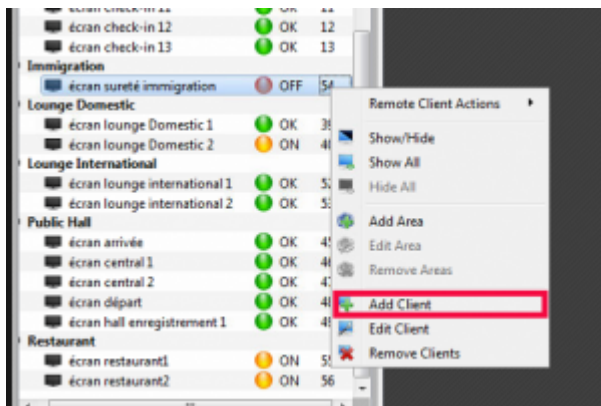 écran check-in 12 OK 12
écran check-in 13 OK 13
Immigration
écran sureté immigration OFF 54
Lounge Domestic
écran lounge Domestic 1 OK
écran lounge Domestic 2 ON
Lounge International
écran lounge international 1 OK
écran lounge international 2 OK
Public Hall
écran arrivée OK
écran central 1 OK
écran central 2 OK
écran départ OK
écran hall enregistrement 1 OK
Restaurant
écran restaurant1 ON
écran restaurant2 ON 56
Remote Client Actions
Show/Hide
Show All
Hide All
Add Area
Edit Area
Remove Areas
Add Client
Edit Client
Remove Clients